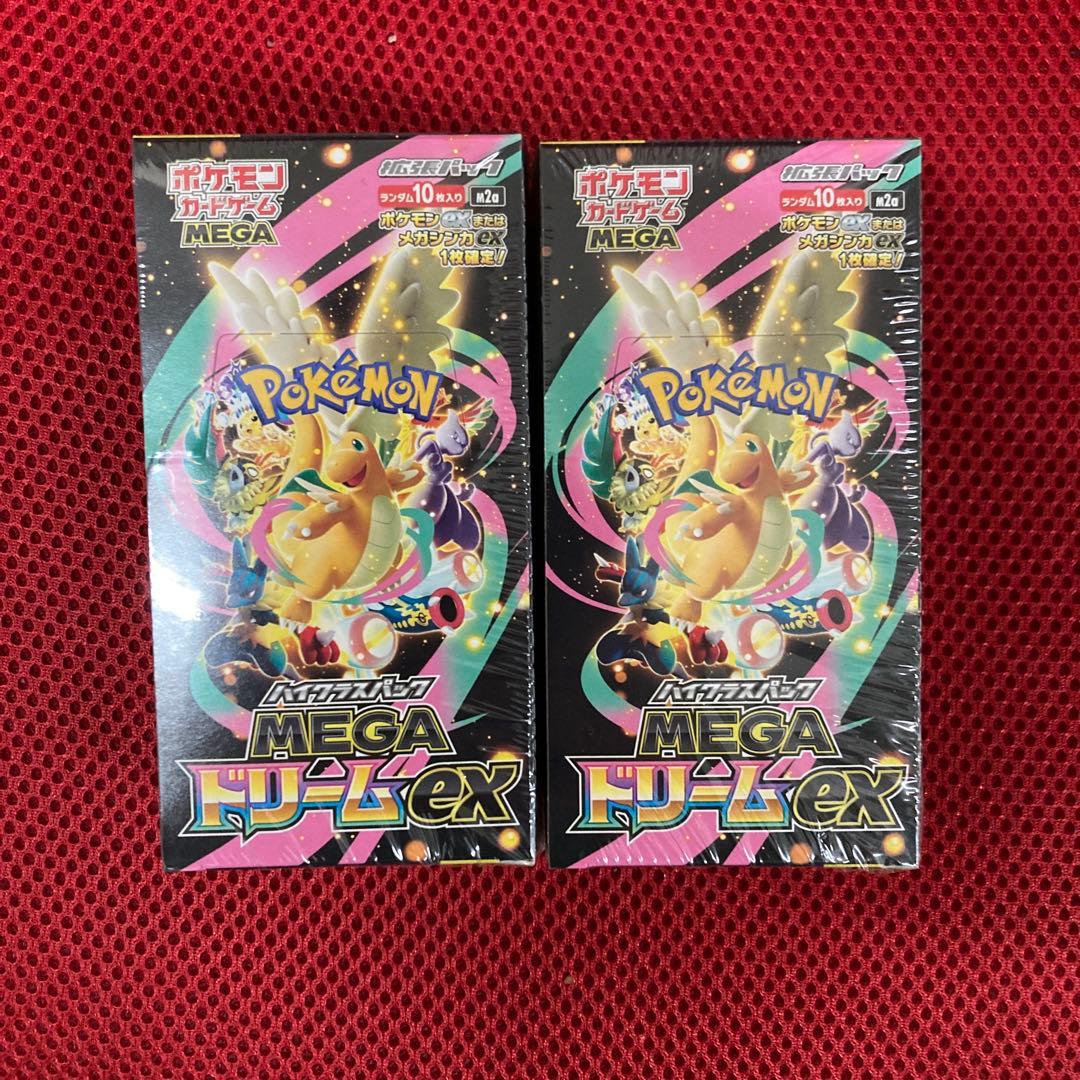 ポケモン
カードゲーム
MEGA
拡張パック
ランダム10枚入り M2a
ポケモンexまたは
メガシンカex
1枚確定!
POKéMON
ハイクラスパック
MEGA
ドリームex
ポケモン
カードゲーム
MEGA
拡張パック
ランダム10枚入り M2a
ポケモンexまたは
メガシンカex
1枚確定!
POKéMON
ハイクラスパック
MEGA
ドリームex